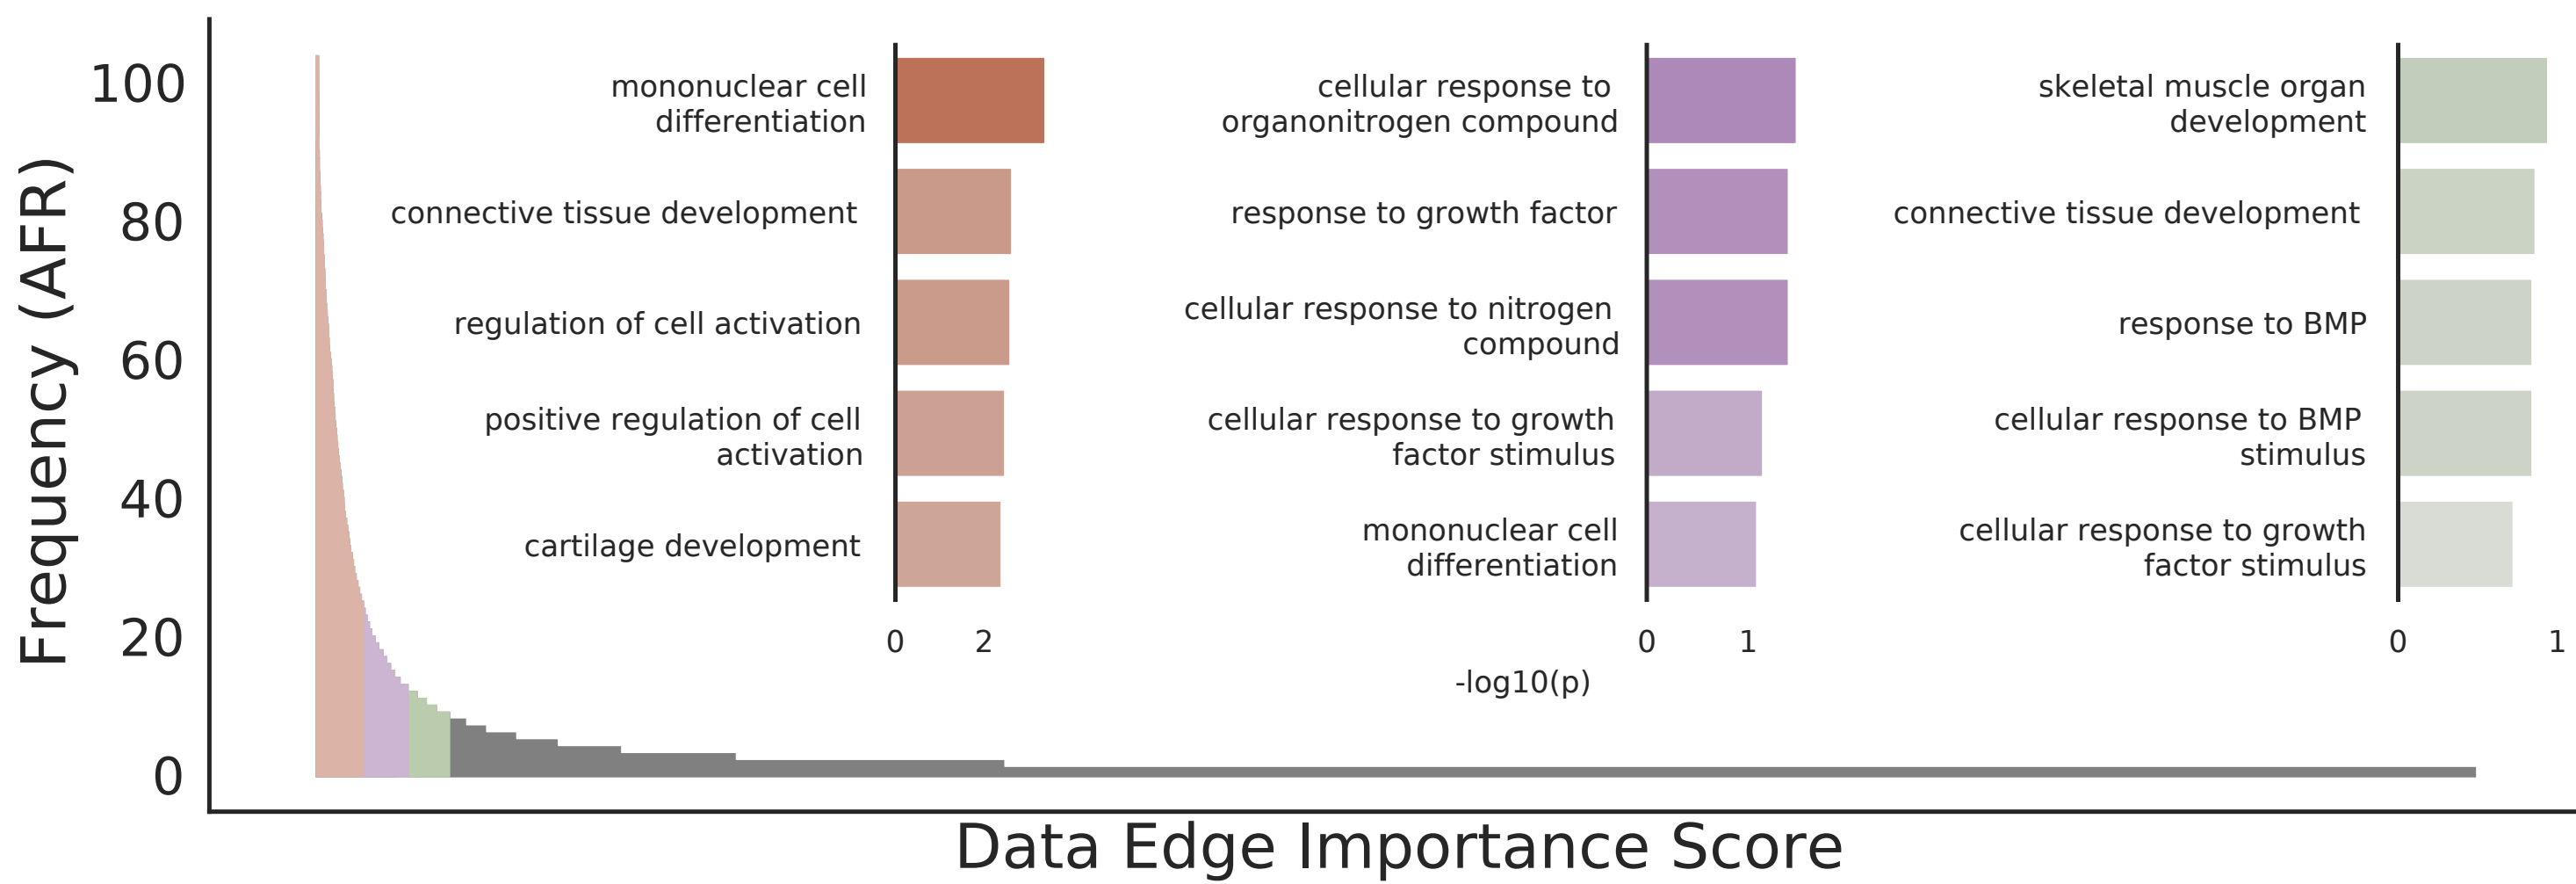 Frequency (AFR)
100
80
60
40
20
0
mononuclear cell
differentiation
connective tissue development
regulation of cell activation
positive regulation of cell
activation
cartilage development
0 2
cellular response to
organonitrogen compound
response to growth factor
cellular response to nitrogen
compound
cellular response to growth
factor stimulus
mononuclear cell
differentiation
0 1
-log10(p)
skeletal muscle organ
development
connective tissue development
response to BMP
cellular response to BMP
stimulus
cellular response to growth
factor stimulus
0 1
Data Edge Importance Score